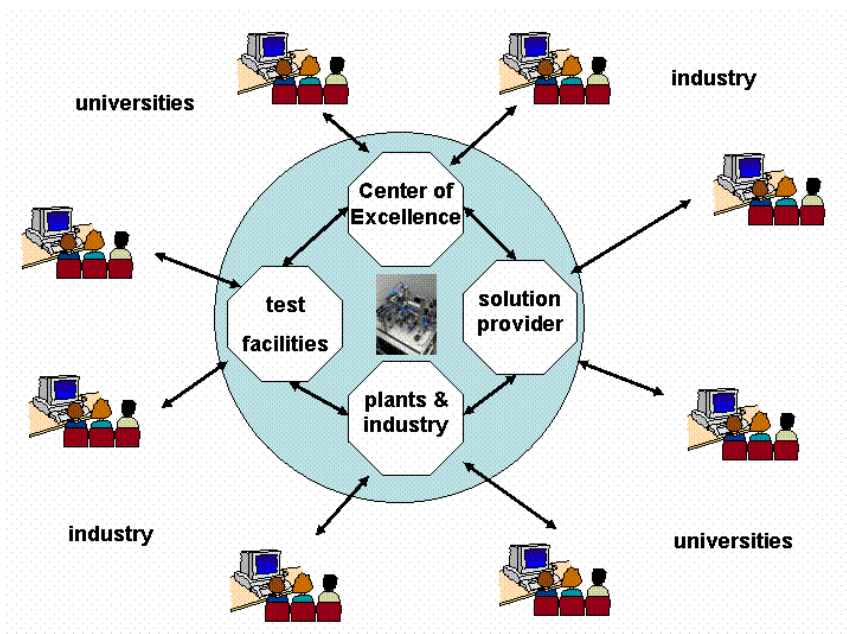 universities
industry
Center of
Excellence
test
facilities
solution
provider
plants &
industry
industry
universities